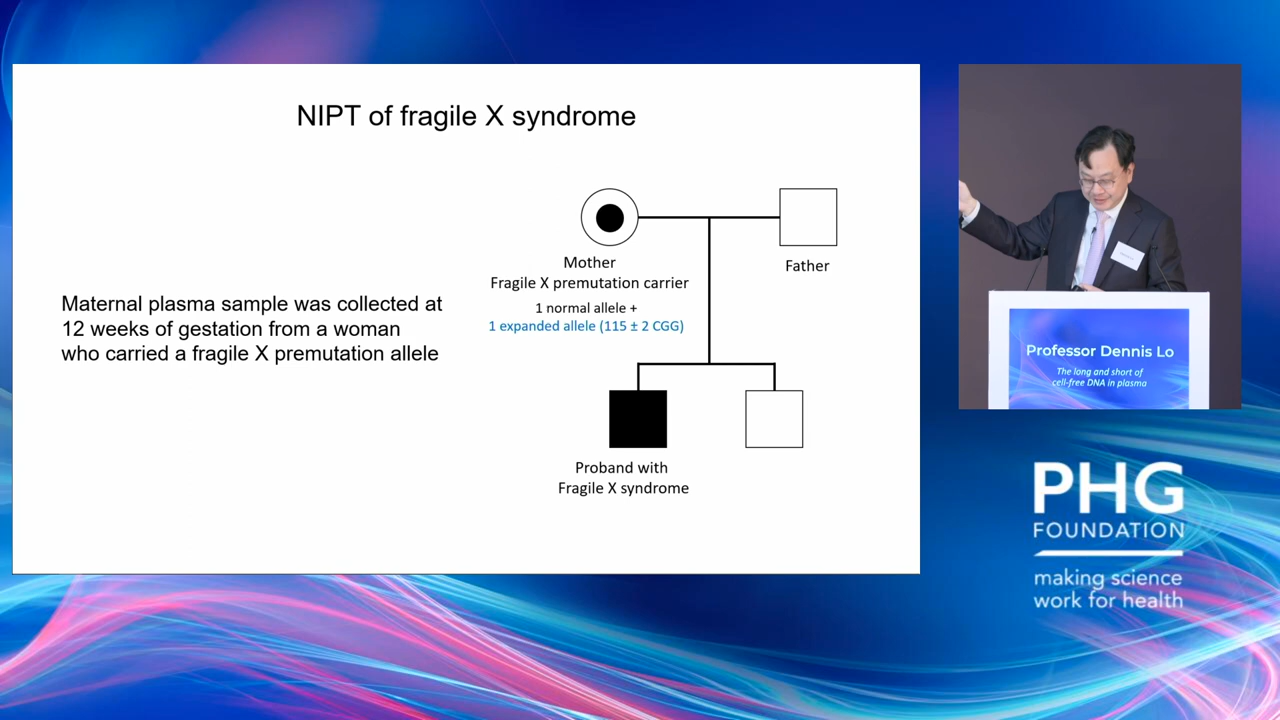 NIPT of fragile X syndrome
Maternal plasma sample was collected at
12 weeks of gestation from a woman
who carried a fragile X premutation allele
Mother
Fragile X premutation carrier
1 normal allele +
1 expanded allele (115 ± 2 CGG)
Father
Proband with
Fragile X syndrome
Professor Dennis Lo
The long and short of
cell-free DNA in plasma
PHG
FOUNDATION
making science
work for health